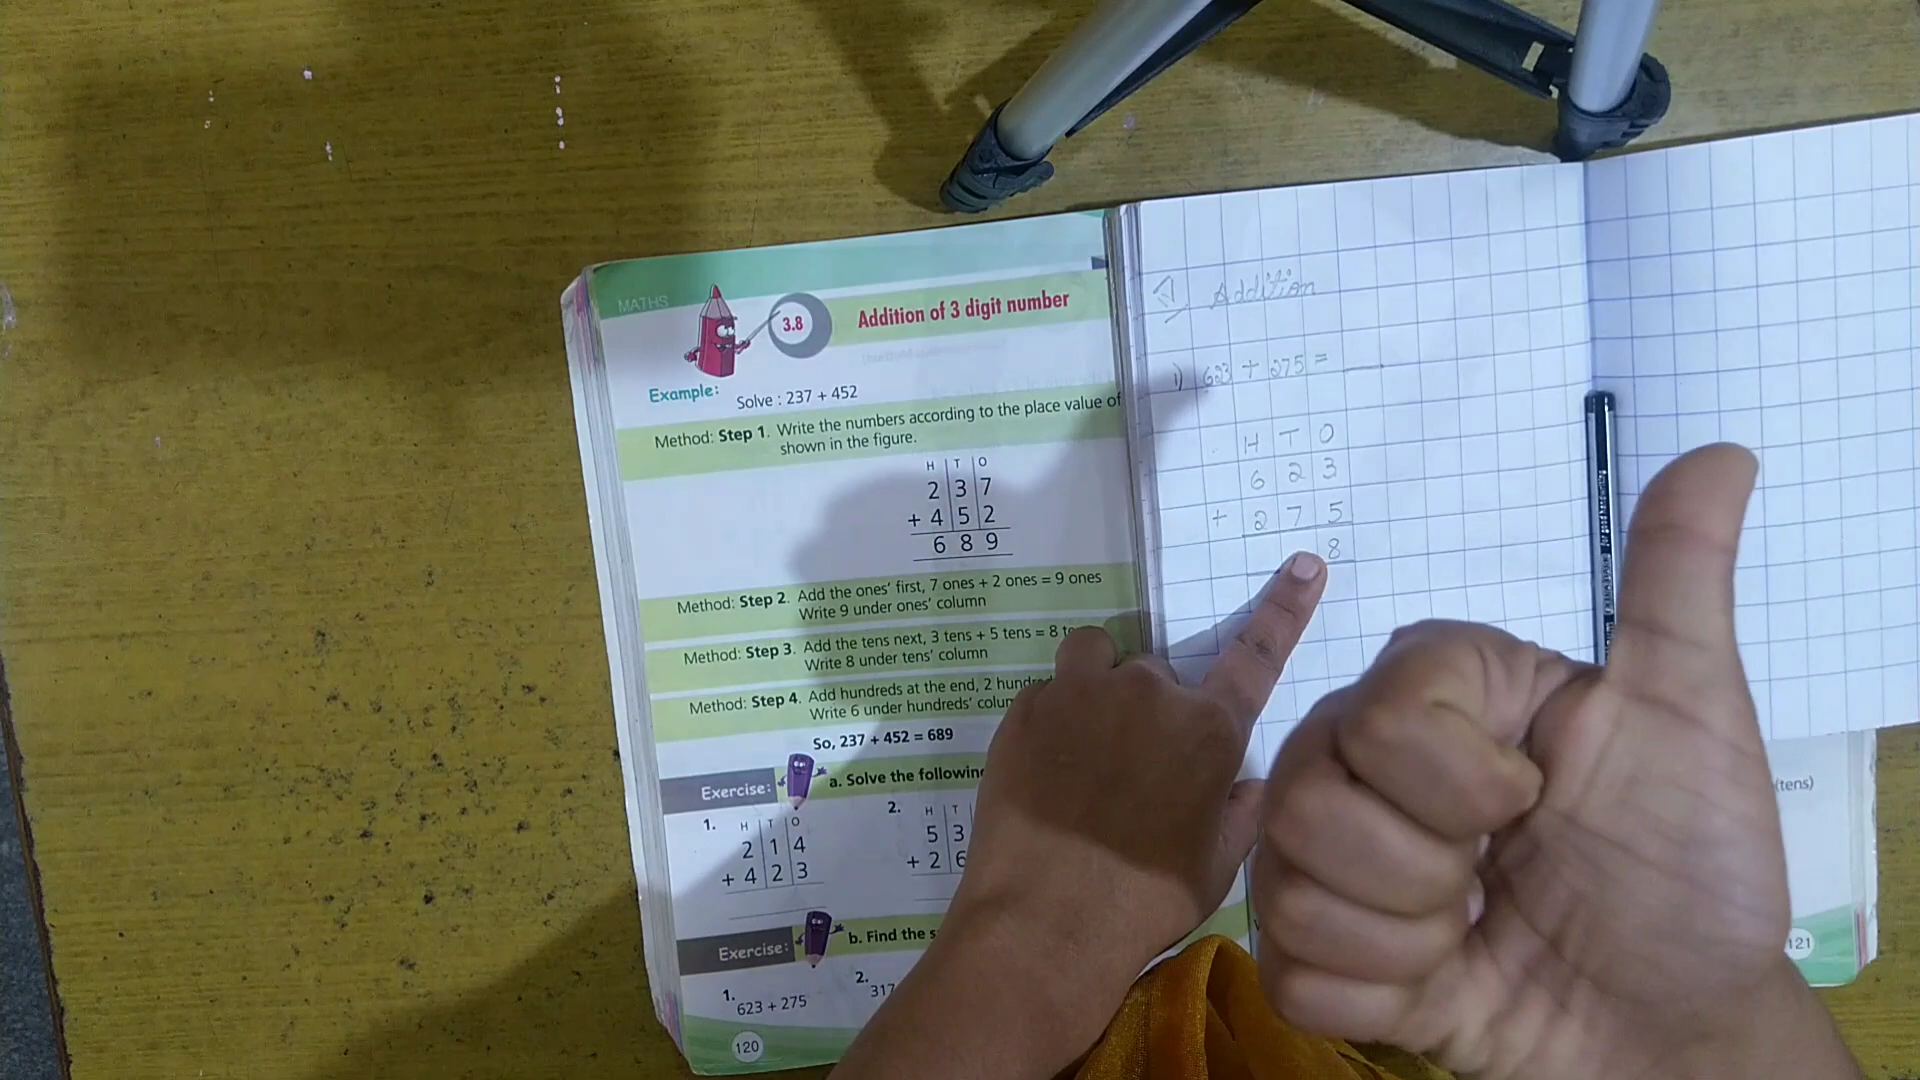 MATHS
3.8
Addition of 3 digit number
Example: Solve : 237 + 452
Method: Step 1. Write the numbers according to the place value of
shown in the figure.
H T O
2 3 7
+ 4 5 2
6 8 9
Method: Step 2. Add the ones' first, 7 ones + 2 ones = 9 ones
Write 9 under ones' column
Method: Step 3. Add the tens next, 3 tens + 5 tens = 8
Write 8 under tens' column
Method: Step 4. Add hundreds at the end, 2
Write 6 under hundreds'
So, 237 + 452 = 689
Exercise: a. Solve the
1.
H T O
2 1 4
+ 4 2 3
2.
H T
5 3
+ 2 6
Exercise: b. Find the
1. 623 + 275
2. 317
120
Addition
1) 623 + 275 = ___
H T O
6 2 3
+ 2 7 5
8
(tens)
121